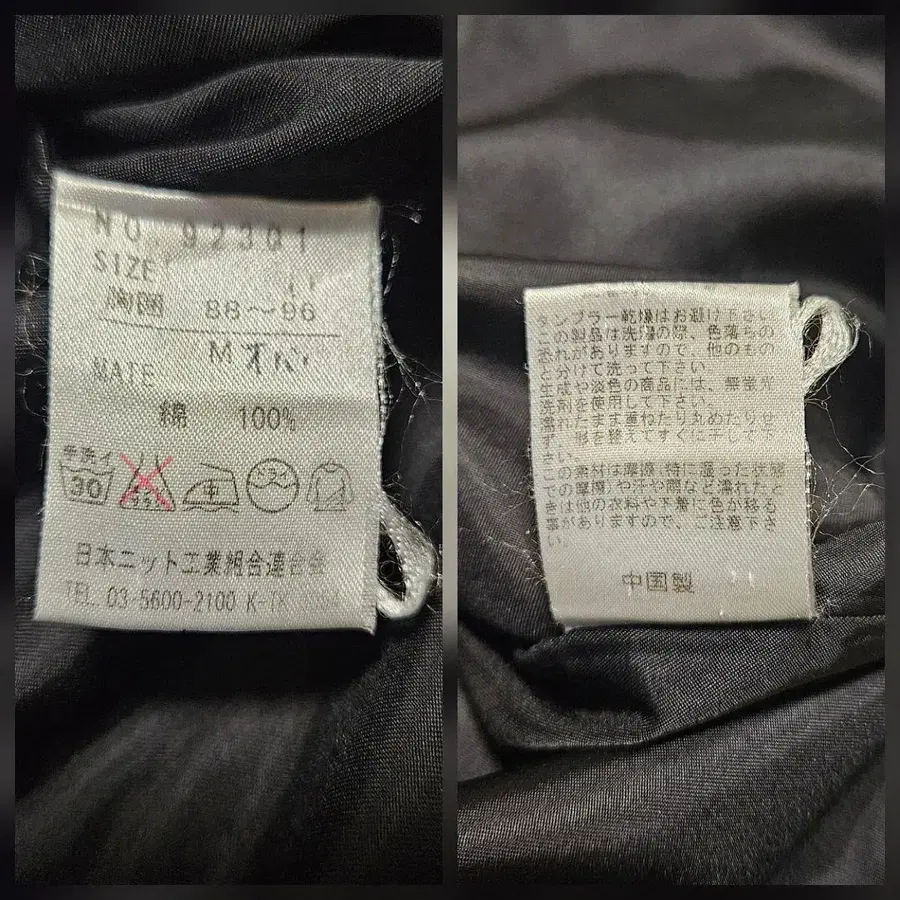 NO 92301
SIZE
胸囲 88～96
M
MATE
綿 100%
手洗イ
30
日本ニット工業組合連合会
TEL 03-5600-2100 K-TK
タンブラー乾燥はお避け下さい
この製品は洗濯の際、色落ちの
恐れがありますので、他のもの
と分けて洗って下さい
生成や淡色の商品には、無蛍光
洗剤を使用して下さい。
濡れたまま重ねたり丸めたりせ
ず、形を整えてすぐに干して下
さい。
この素材は摩擦(特に湿った状態
での摩擦)や汗や雨など濡れたと
きは他の衣料や下着に色が移る
事がありますので、ご注意下さ
い。
中国製